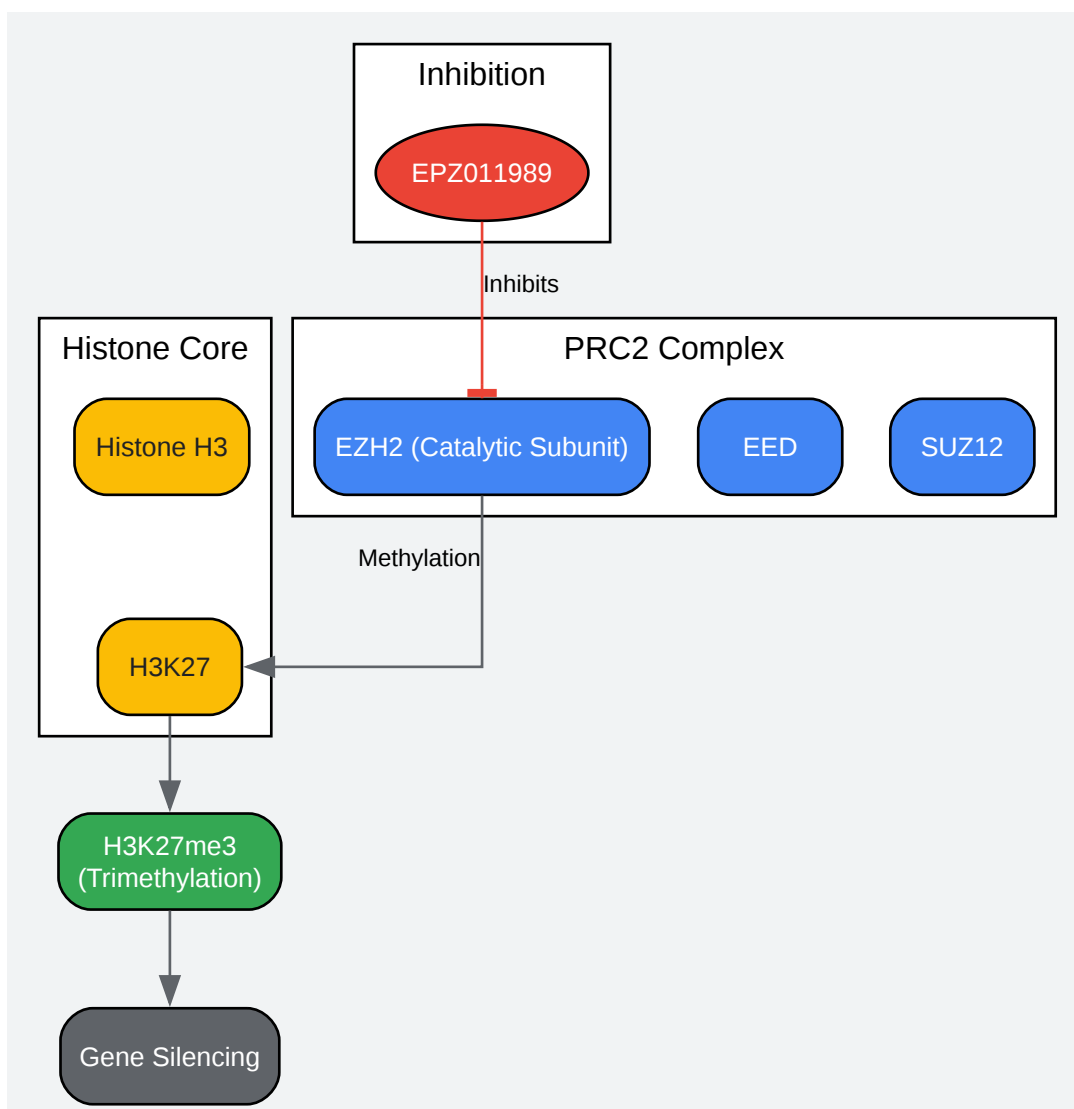 Inhibition
EPZ011989
Inhibits
Histone Core
PRC2 Complex
Histone H3
EZH2 (Catalytic Subunit)
EED
SUZ12
Methylation
H3K27
H3K27me3
(Trimethylation)
Gene Silencing